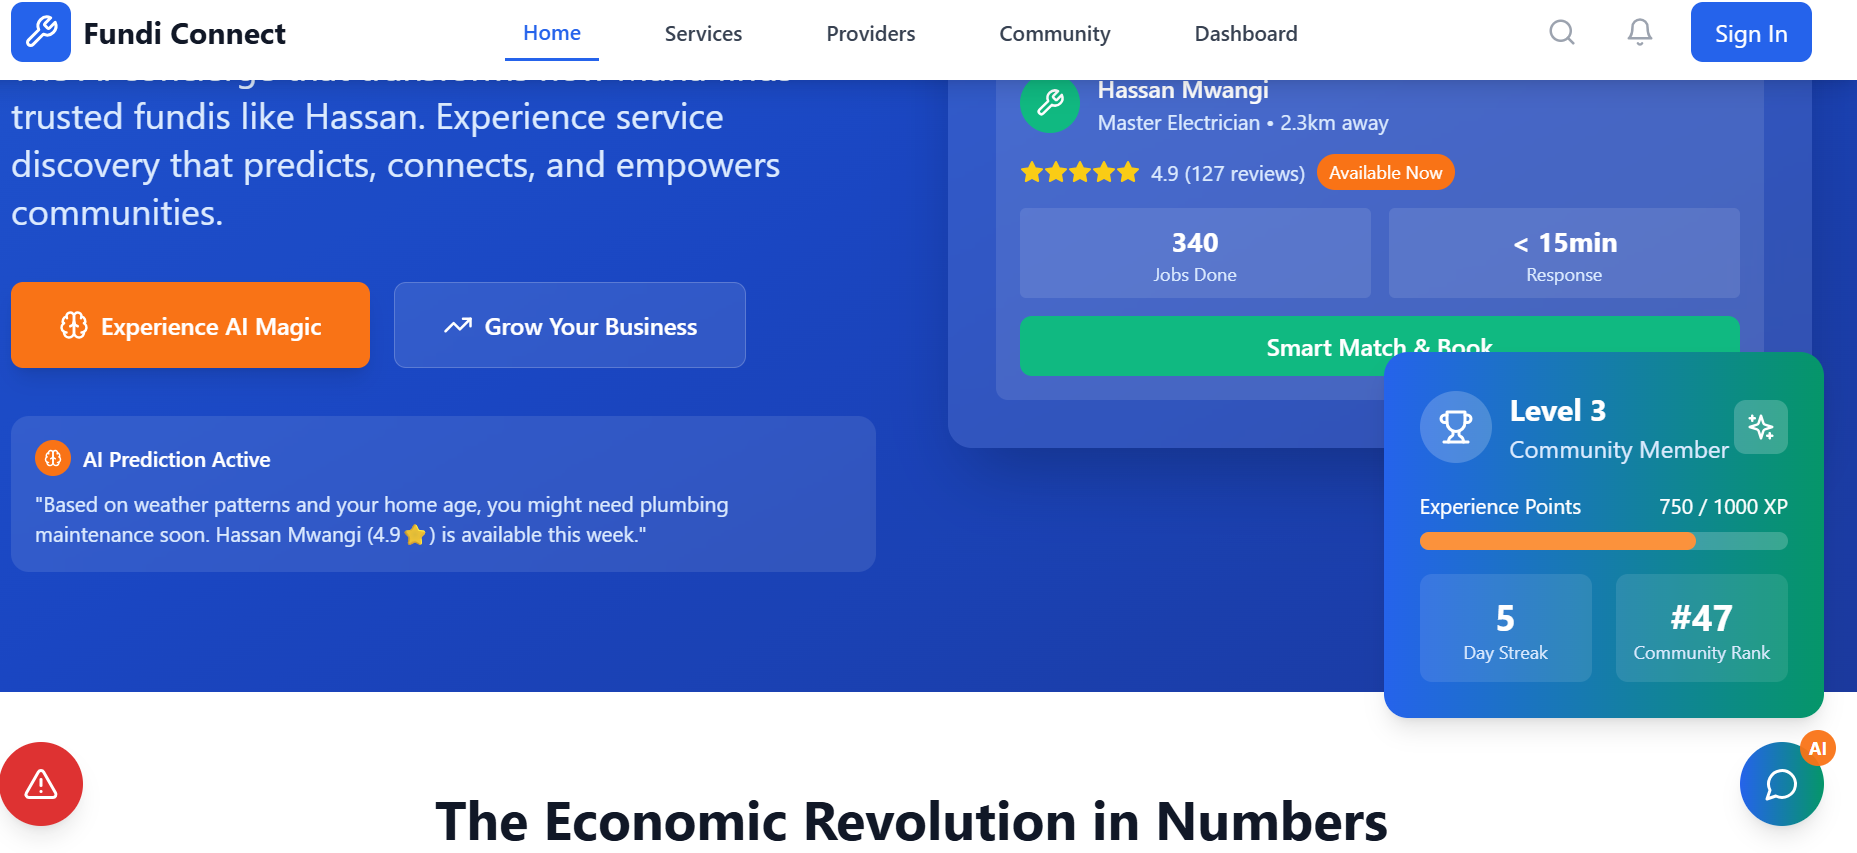 Fundi Connect
Home
Services
Providers
Community
Dashboard
Sign In
trusted fundis like Hassan. Experience service
discovery that predicts, connects, and empowers
communities.
Experience AI Magic
Grow Your Business
AI Prediction Active
"Based on weather patterns and your home age, you might need plumbing
maintenance soon. Hassan Mwangi (4.9⭐) is available this week."
Hassan Mwangi
Master Electrician • 2.3km away
4.9 (127 reviews)
Available Now
340
Jobs Done
< 15min
Response
Smart Match & Book
Level 3
Community Member
Experience Points
750 / 1000 XP
5
Day Streak
#47
Community Rank
AI
The Economic Revolution in Numbers